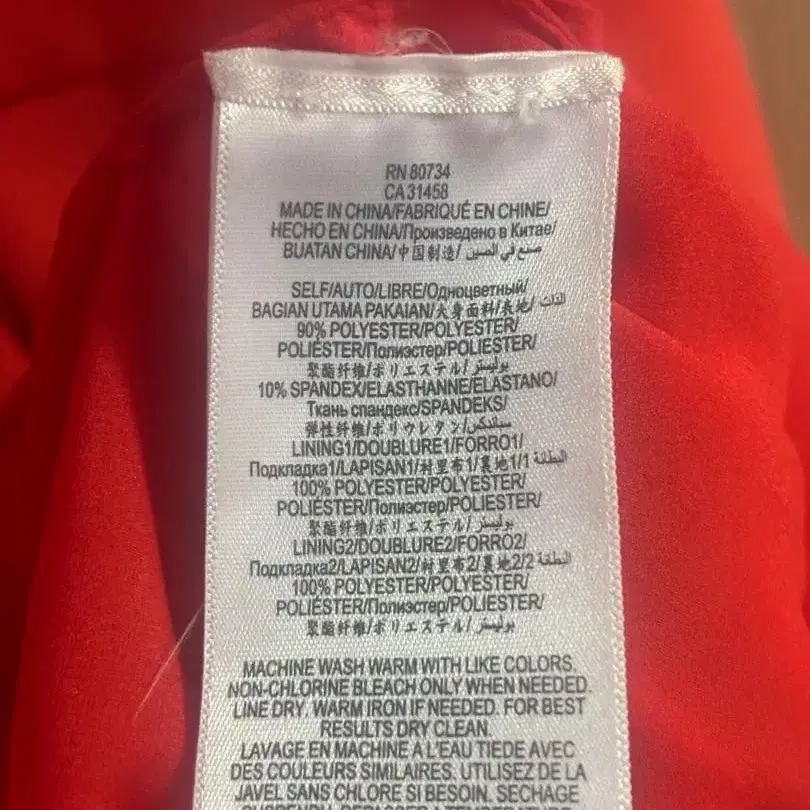 RN 80734
CA 31458
MADE IN CHINA/FABRIQUÉ EN CHINE/
HECHO EN CHINA/Произведено в Китае/
BUATAN CHINA/中国制造/ صنع في الصين
SELF/AUTO/LIBRE/Одноцветный/
BAGIAN UTAMA PAKAIAN/大身面料/表地/ الذات
90% POLYESTER/POLYESTER/
POLIÉSTER/Полиэстер/POLIESTER/
聚酯纤维/ポリエステル/ بوليستر
10% SPANDEX/ELASTHANNE/ELASTANO/
Ткань спандекс/SPANDEKS/
弹性纤维/ポリウレタン/ سباندكس
LINING1/DOUBLURE1/FORRO1/
Подкладка1/LAPISAN1/衬里布1/裏地1/ البطانة 1
100% POLYESTER/POLYESTER/
POLIÉSTER/Полиэстер/POLIESTER/
聚酯纤维/ポリエステル/ بوليستر
LINING2/DOUBLURE2/FORRO2/
Подкладка2/LAPISAN2/衬里布2/裏地2/ البطانة 2
100% POLYESTER/POLYESTER/
POLIÉSTER/Полиэстер/POLIESTER/
聚酯纤维/ポリエステル/ بوليستر
MACHINE WASH WARM WITH LIKE COLORS.
NON-CHLORINE BLEACH ONLY WHEN NEEDED.
LINE DRY. WARM IRON IF NEEDED. FOR BEST
RESULTS DRY CLEAN.
LAVAGE EN MACHINE A L'EAU TIEDE AVEC
DES COULEURS SIMILAIRES. UTILISEZ DE LA
JAVEL SANS CHLORE SI BESOIN. SECHAGE